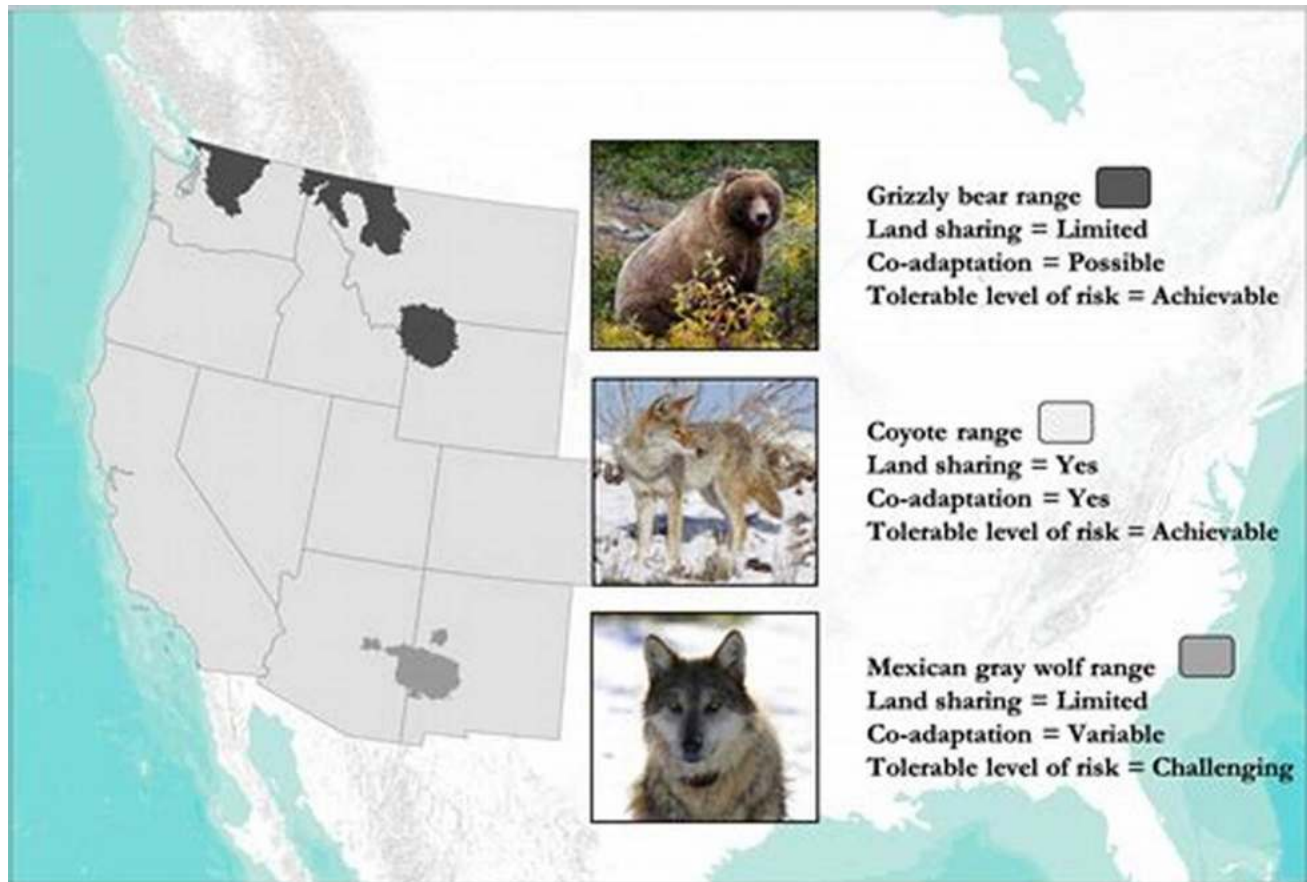 Grizzly bear range
Land sharing = Limited
Co-adaptation = Possible
Tolerable level of risk = Achievable
Coyote range
Land sharing = Yes
Co-adaptation = Yes
Tolerable level of risk = Achievable
Mexican gray wolf range
Land sharing = Limited
Co-adaptation = Variable
Tolerable level of risk = Challenging